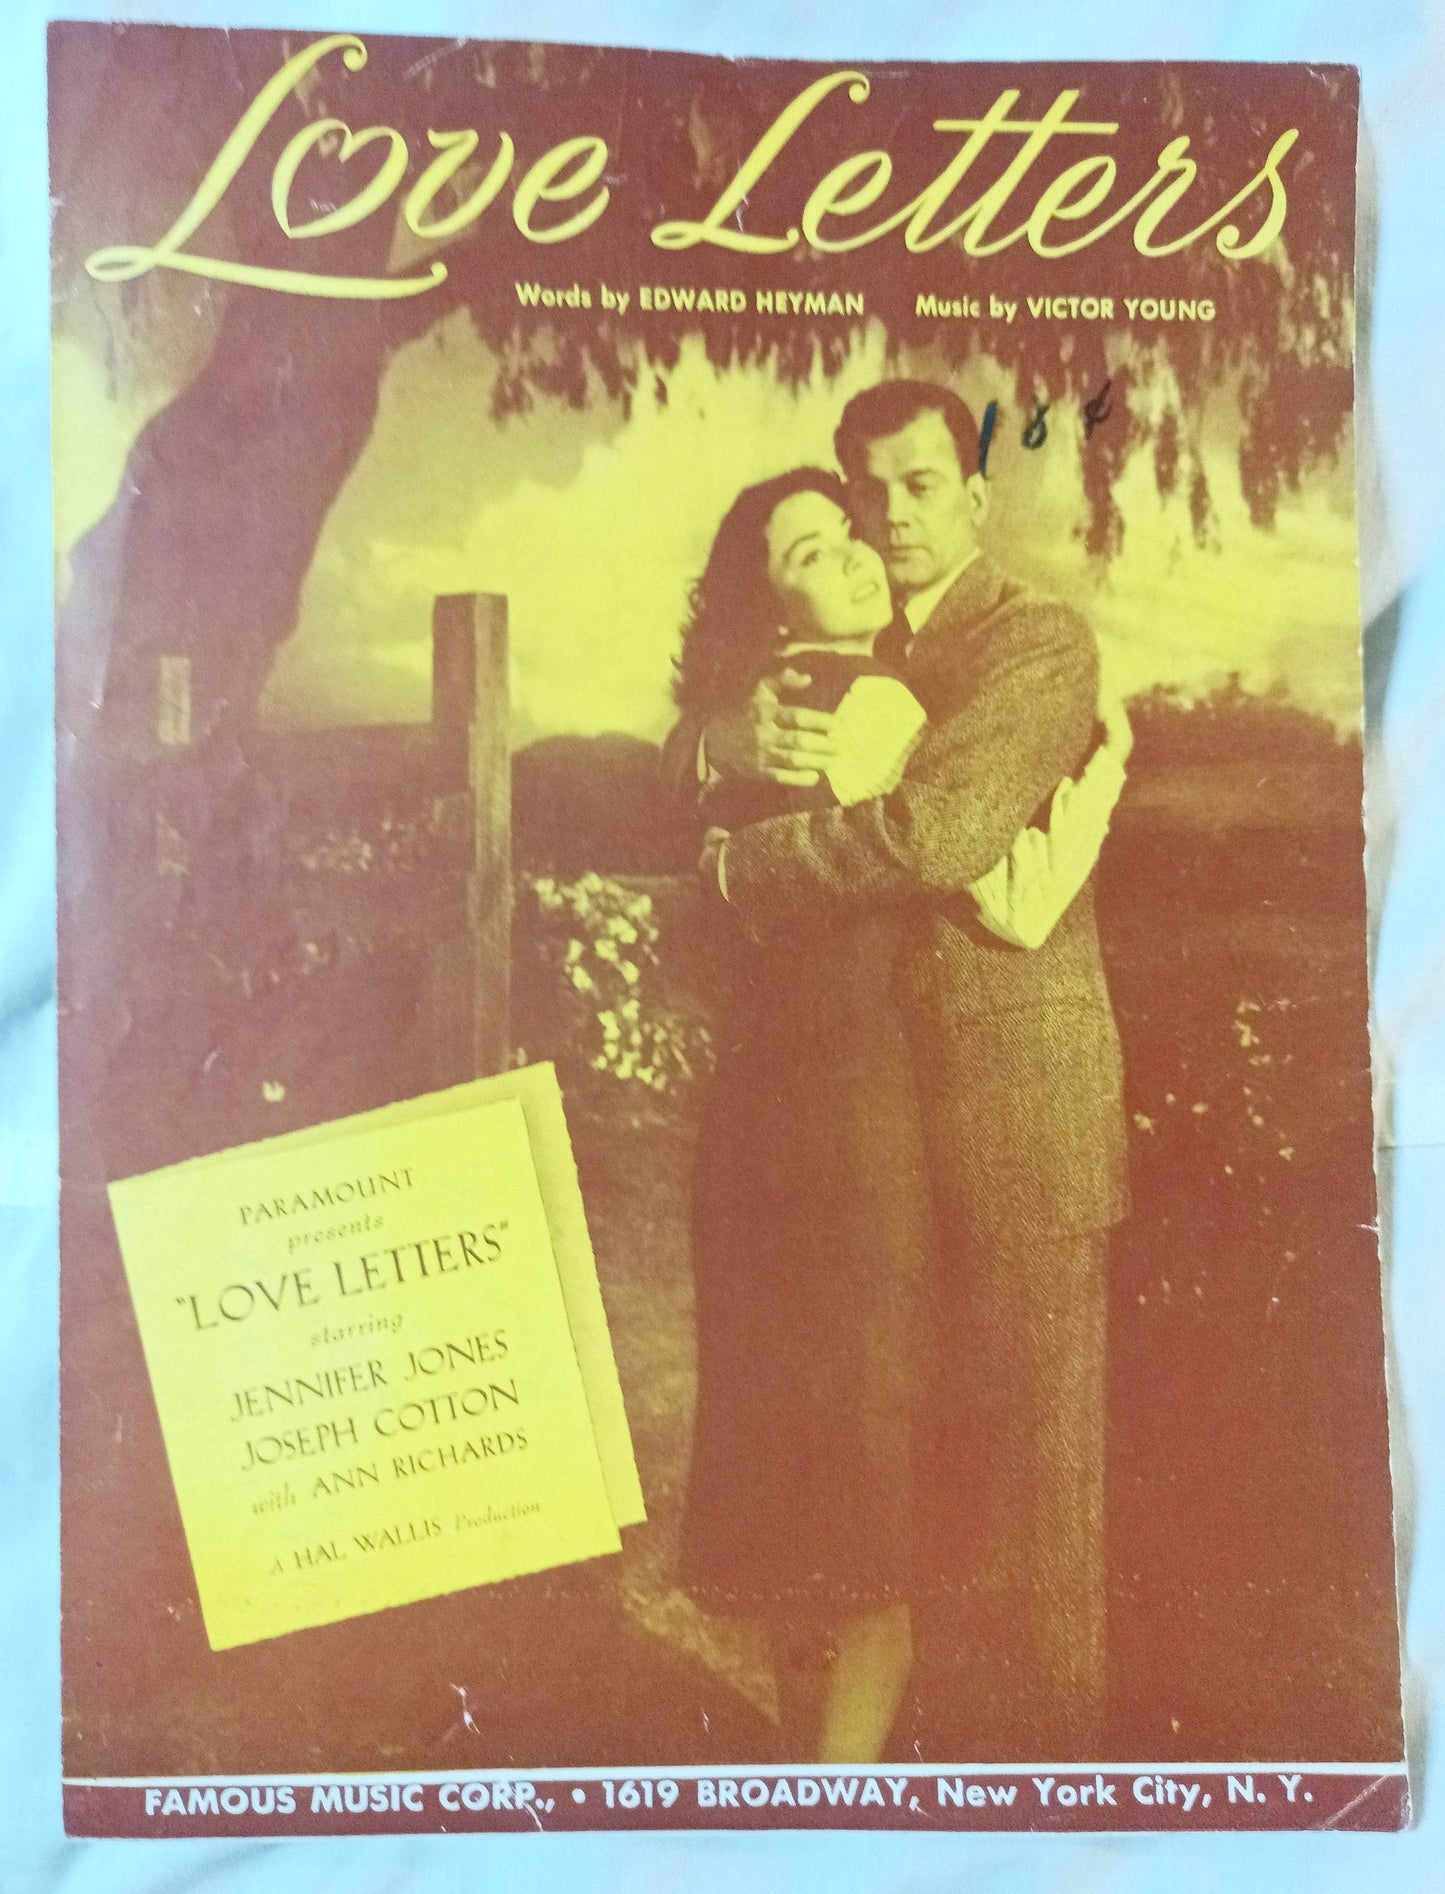 Love Letters
Words by EDWARD HEYMAN Music by VICTOR YOUNG
18¢
PARAMOUNT
presents
"LOVE LETTERS"
starring
JENNIFER JONES
JOSEPH COTTON
with ANN RICHARDS
A HAL WALLIS Production
FAMOUS MUSIC CORP., • 1619 BROADWAY, New York City, N. Y.